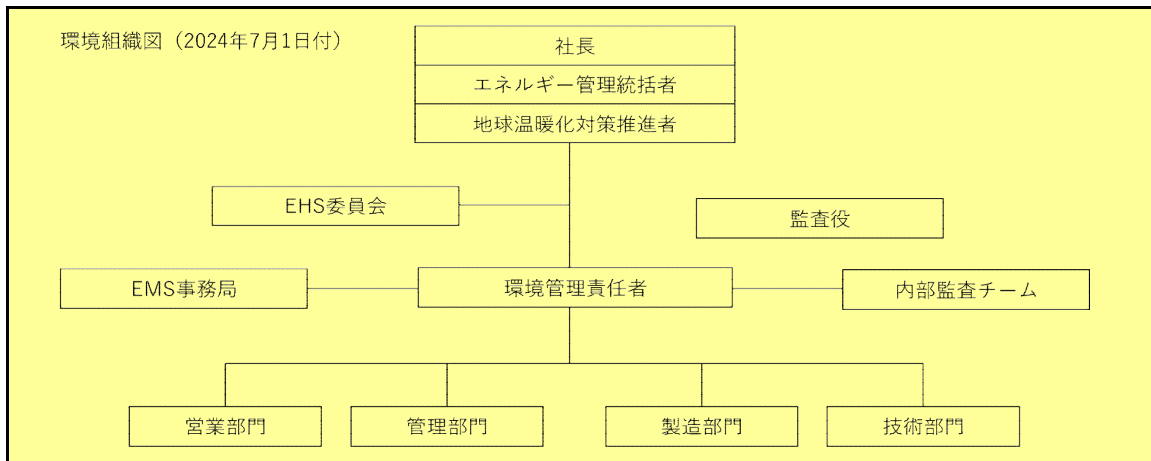 環境組織図（2024年7月1日付）
社長
エネルギー管理統括者
地球温暖化対策推進者
EHS委員会
監査役
EMS事務局
環境管理責任者
内部監査チーム
営業部門
管理部門
製造部門
技術部門